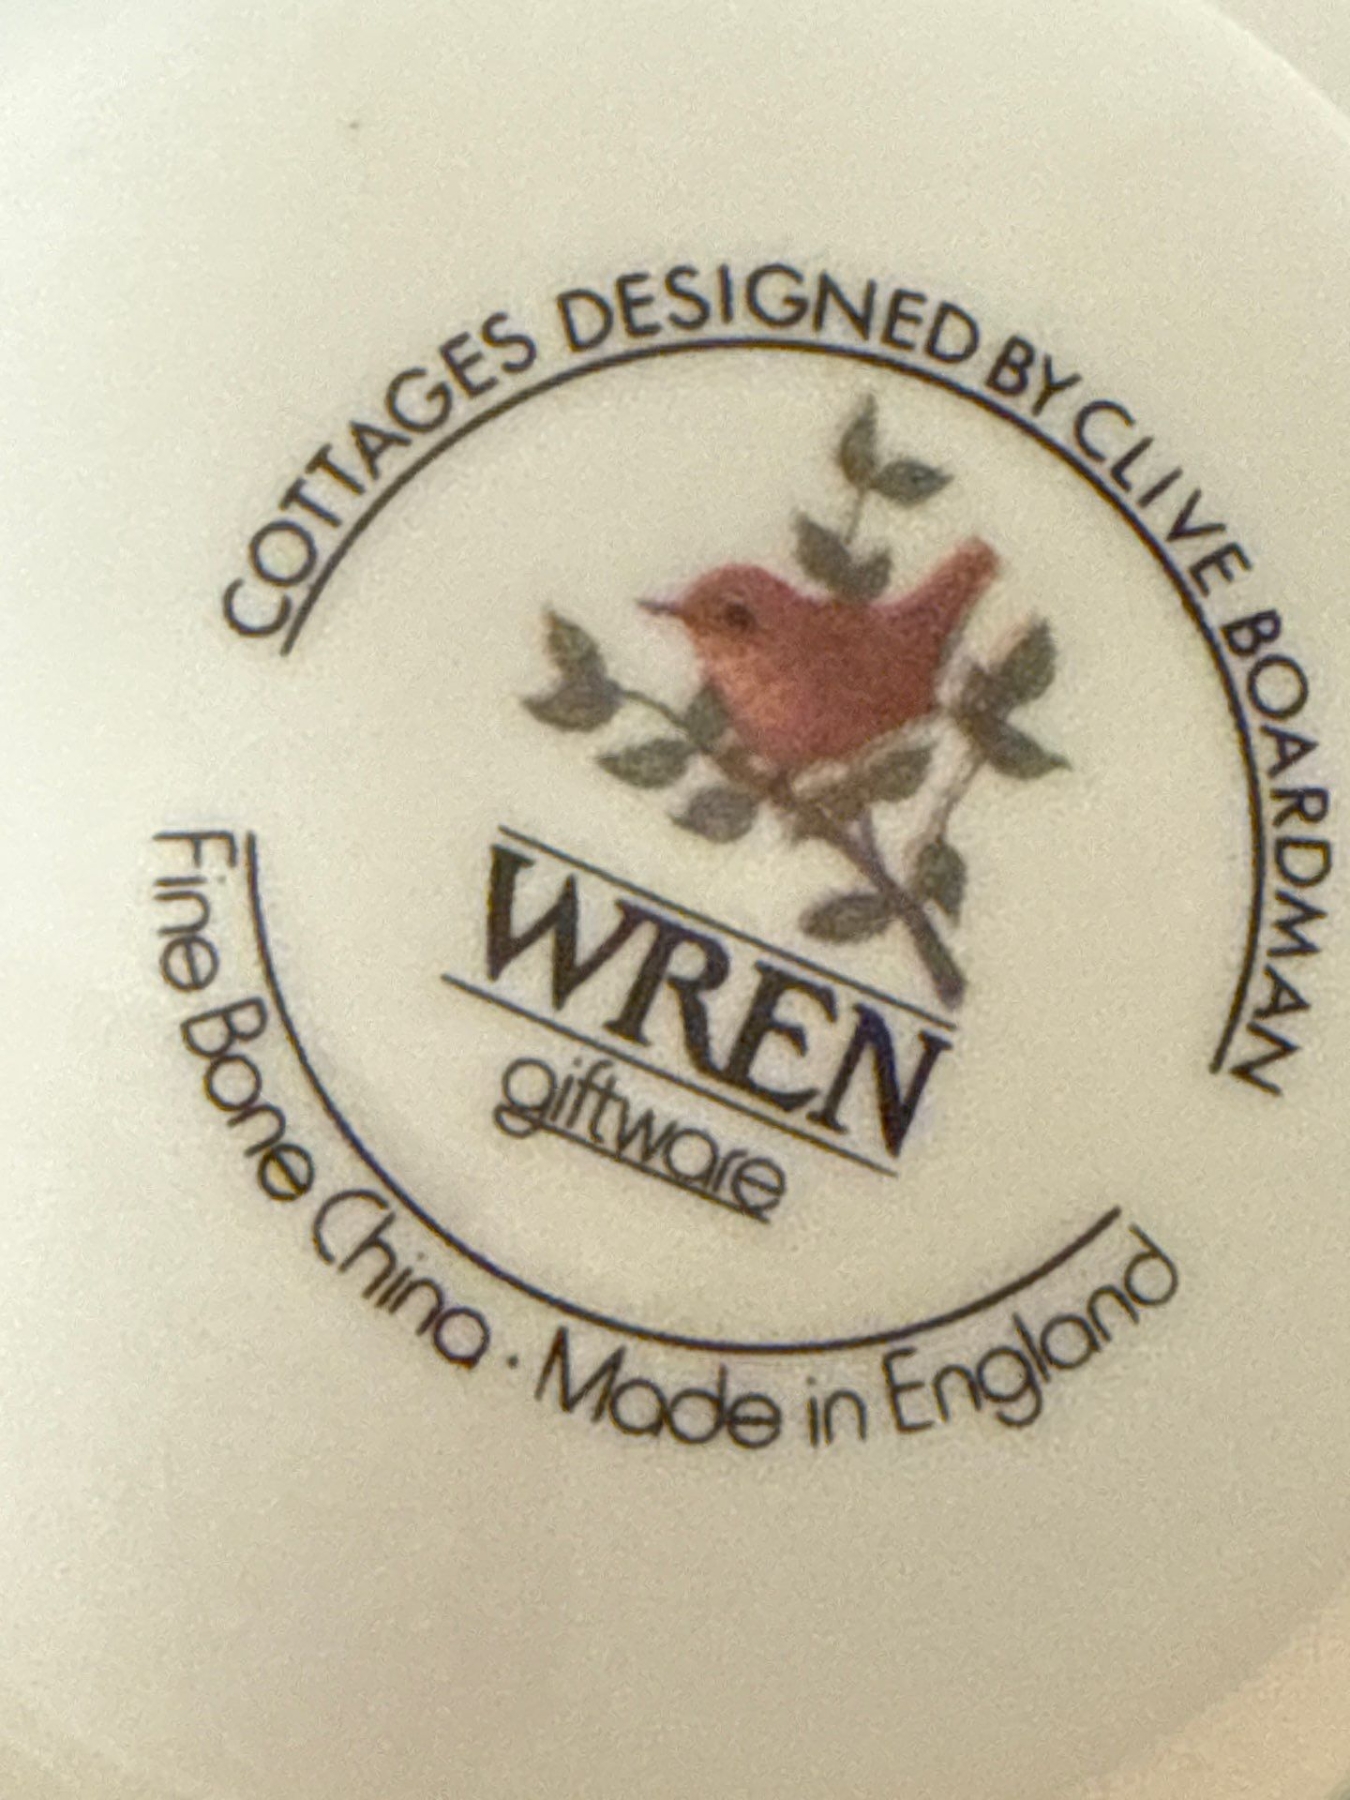 COTTAGES DESIGNED BY CLIVE BOARDMAN
WREN
giftware
Fine Bone China · Made in England